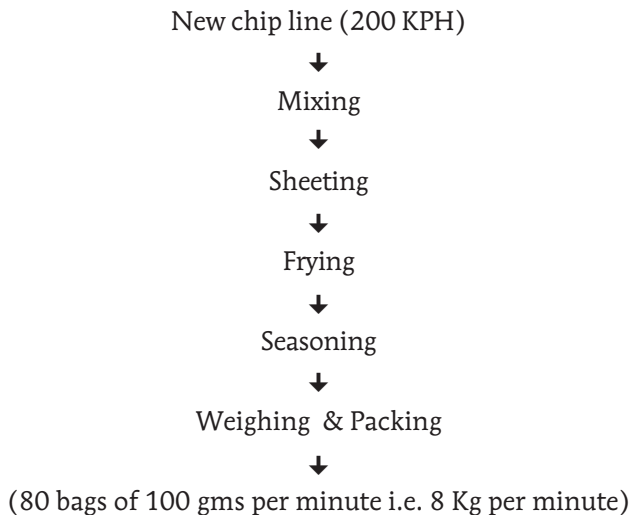 New chip line (200 KPH)
Mixing
Sheeting
Frying
Seasoning
Weighing & Packing
(80 bags of 100 gms per minute i.e. 8 Kg per minute)